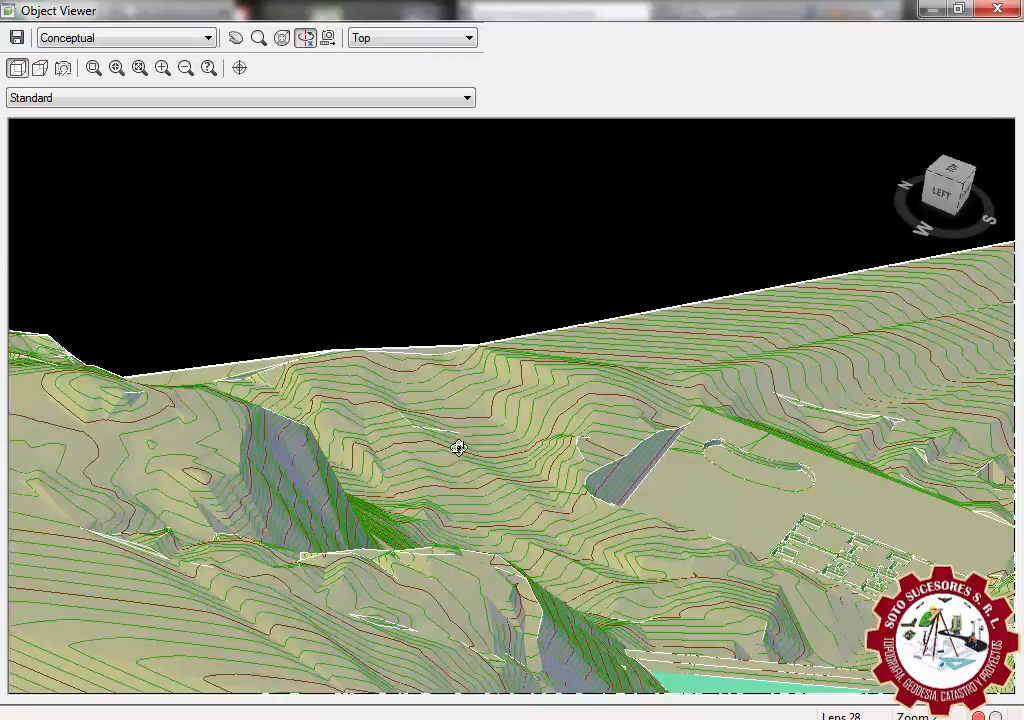 Object Viewer
Conceptual
Top
Standard
N
LEFT
S
W
SOTO SUCESORES S.R.L.
TOPOGRAFIA, GEODESIA, CATASTRO Y PROYECTOS
Lens 28
Zoom